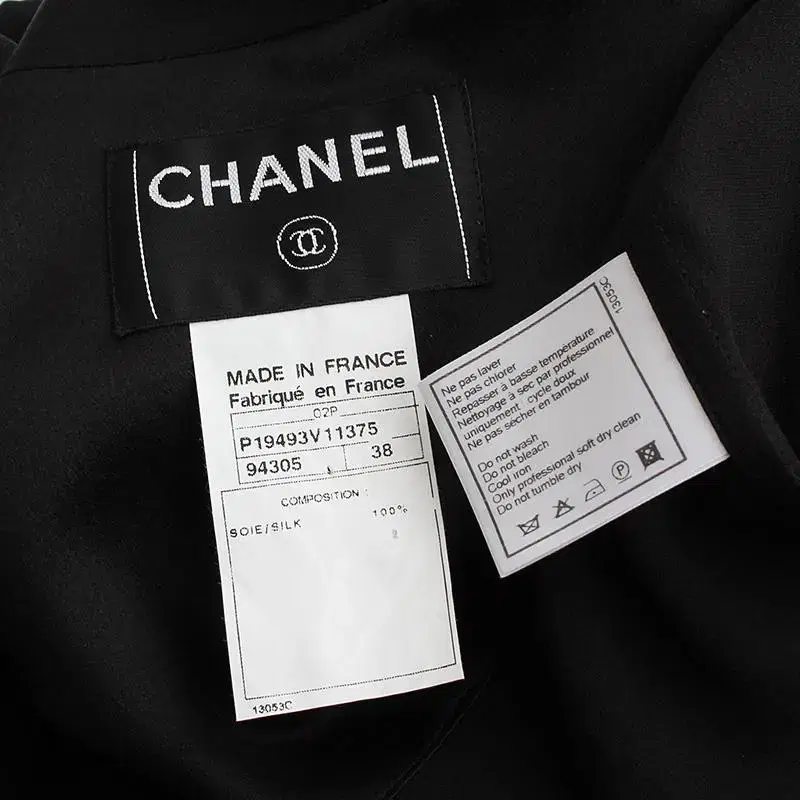 CHANEL
MADE IN FRANCE
Fabriqué en France
02P
P19493V11375
94305 38
COMPOSITION :
SOIE/SILK 100%
13053C
13053C
Ne pas laver
Ne pas chlorer
Repasser à basse température
Nettoyage à sec par professionnel
uniquement : cycle doux
Ne pas sécher en tambour
Do not wash
Do not bleach
Cool iron
Only professional soft dry clean
Do not tumble dry
P